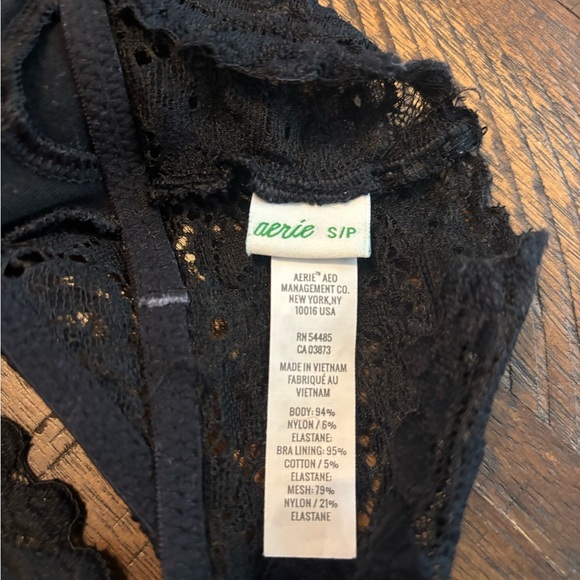 aerie S/P
AERIE™ AEO
MANAGEMENT CO.
NEW YORK,NY
10016 USA
RN 54485
CA 03873
MADE IN VIETNAM
FABRIQUÉ AU
VIETNAM
BODY: 94%
NYLON / 6%
ELASTANE:
BRA LINING: 95%
COTTON / 5%
ELASTANE:
MESH: 79%
NYLON / 21%
ELASTANE